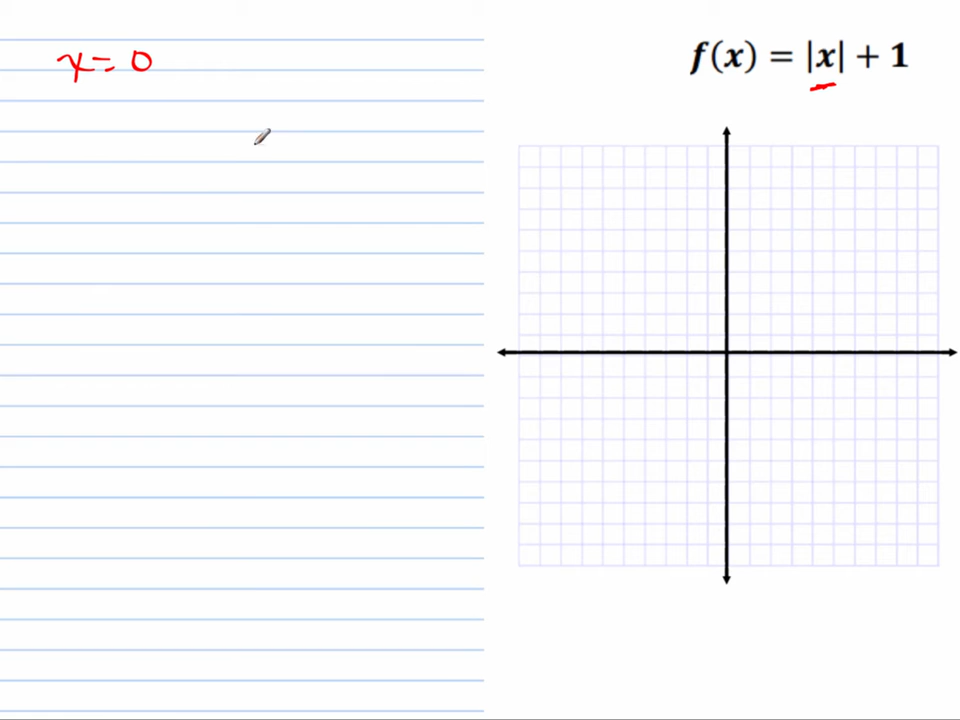 x = 0
f(x) = |x| + 1